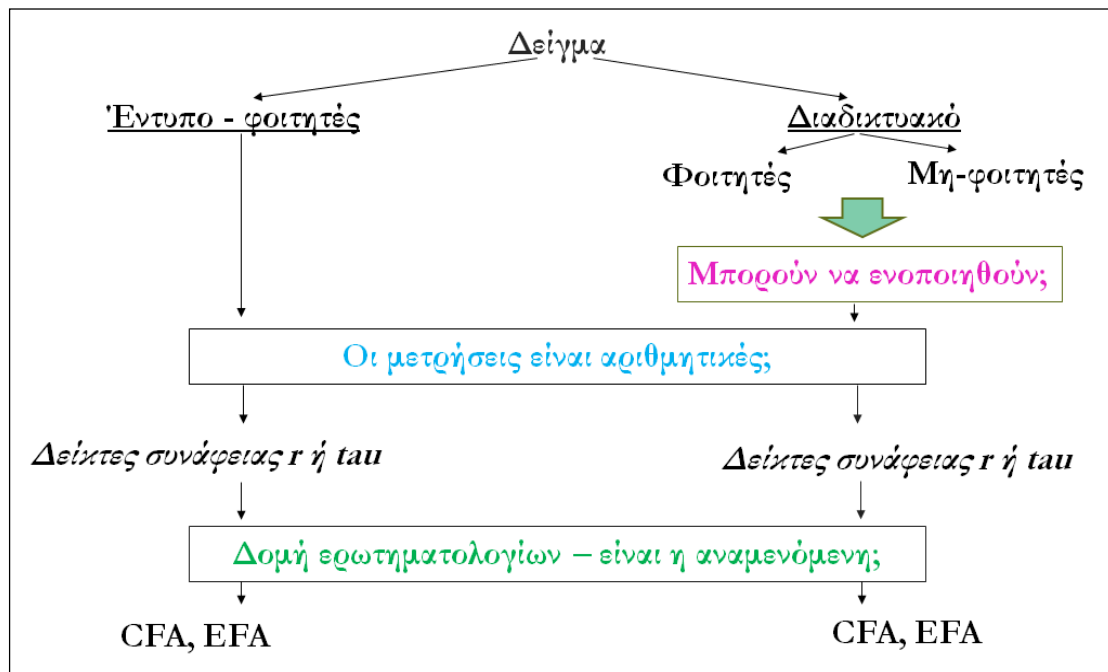 Δείγμα
Έντυπο - φοιτητές
Διαδικτυακό
Φοιτητές
Μη-φοιτητές
Μπορούν να ενοποιηθούν;
Οι μετρήσεις είναι αριθμητικές;
Δείκτες συνάφειας r ή tau
Δείκτες συνάφειας r ή tau
Δομή ερωτηματολογίων – είναι η αναμενόμενη;
CFA, EFA
CFA, EFA